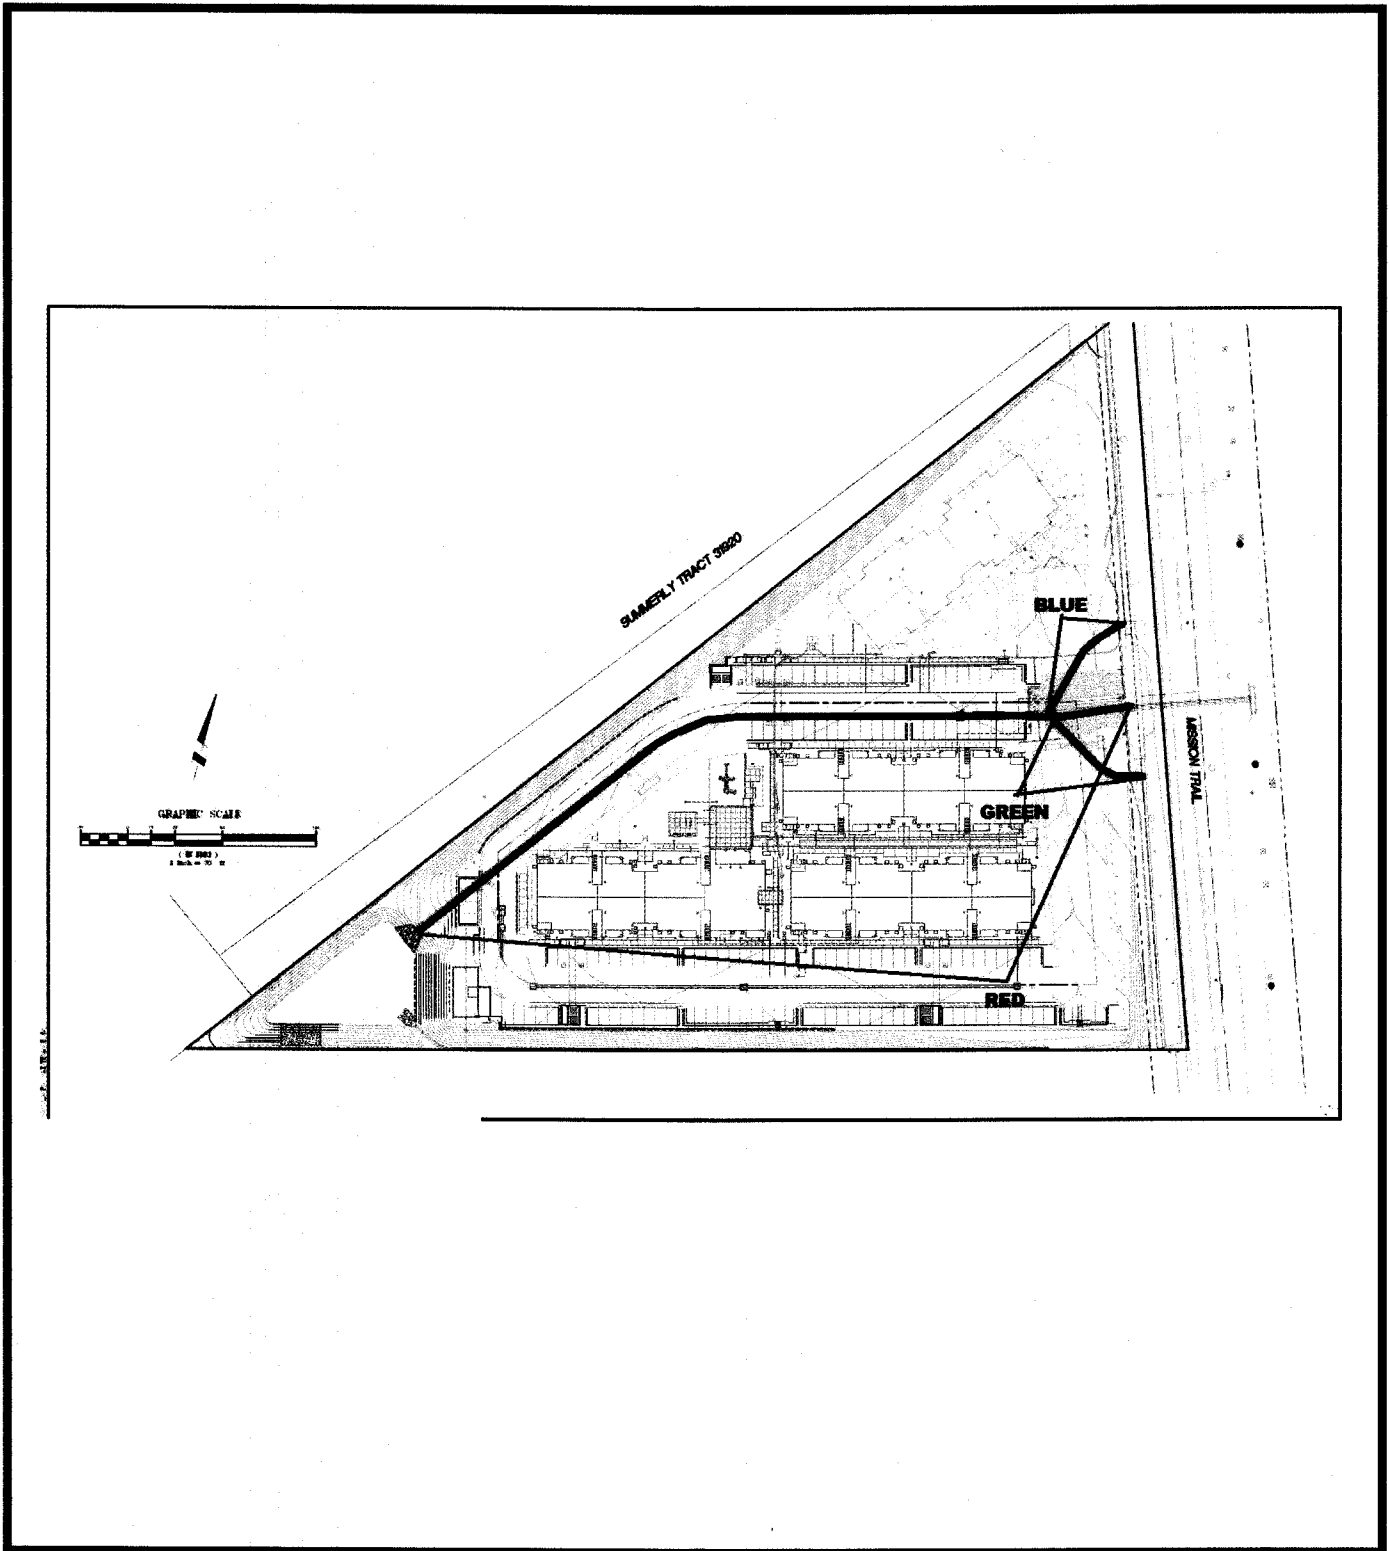 SUMMERLY TRACT 31920
BLUE
MISSION TRAIL
GREEN
GRAPHIC SCALE
RED